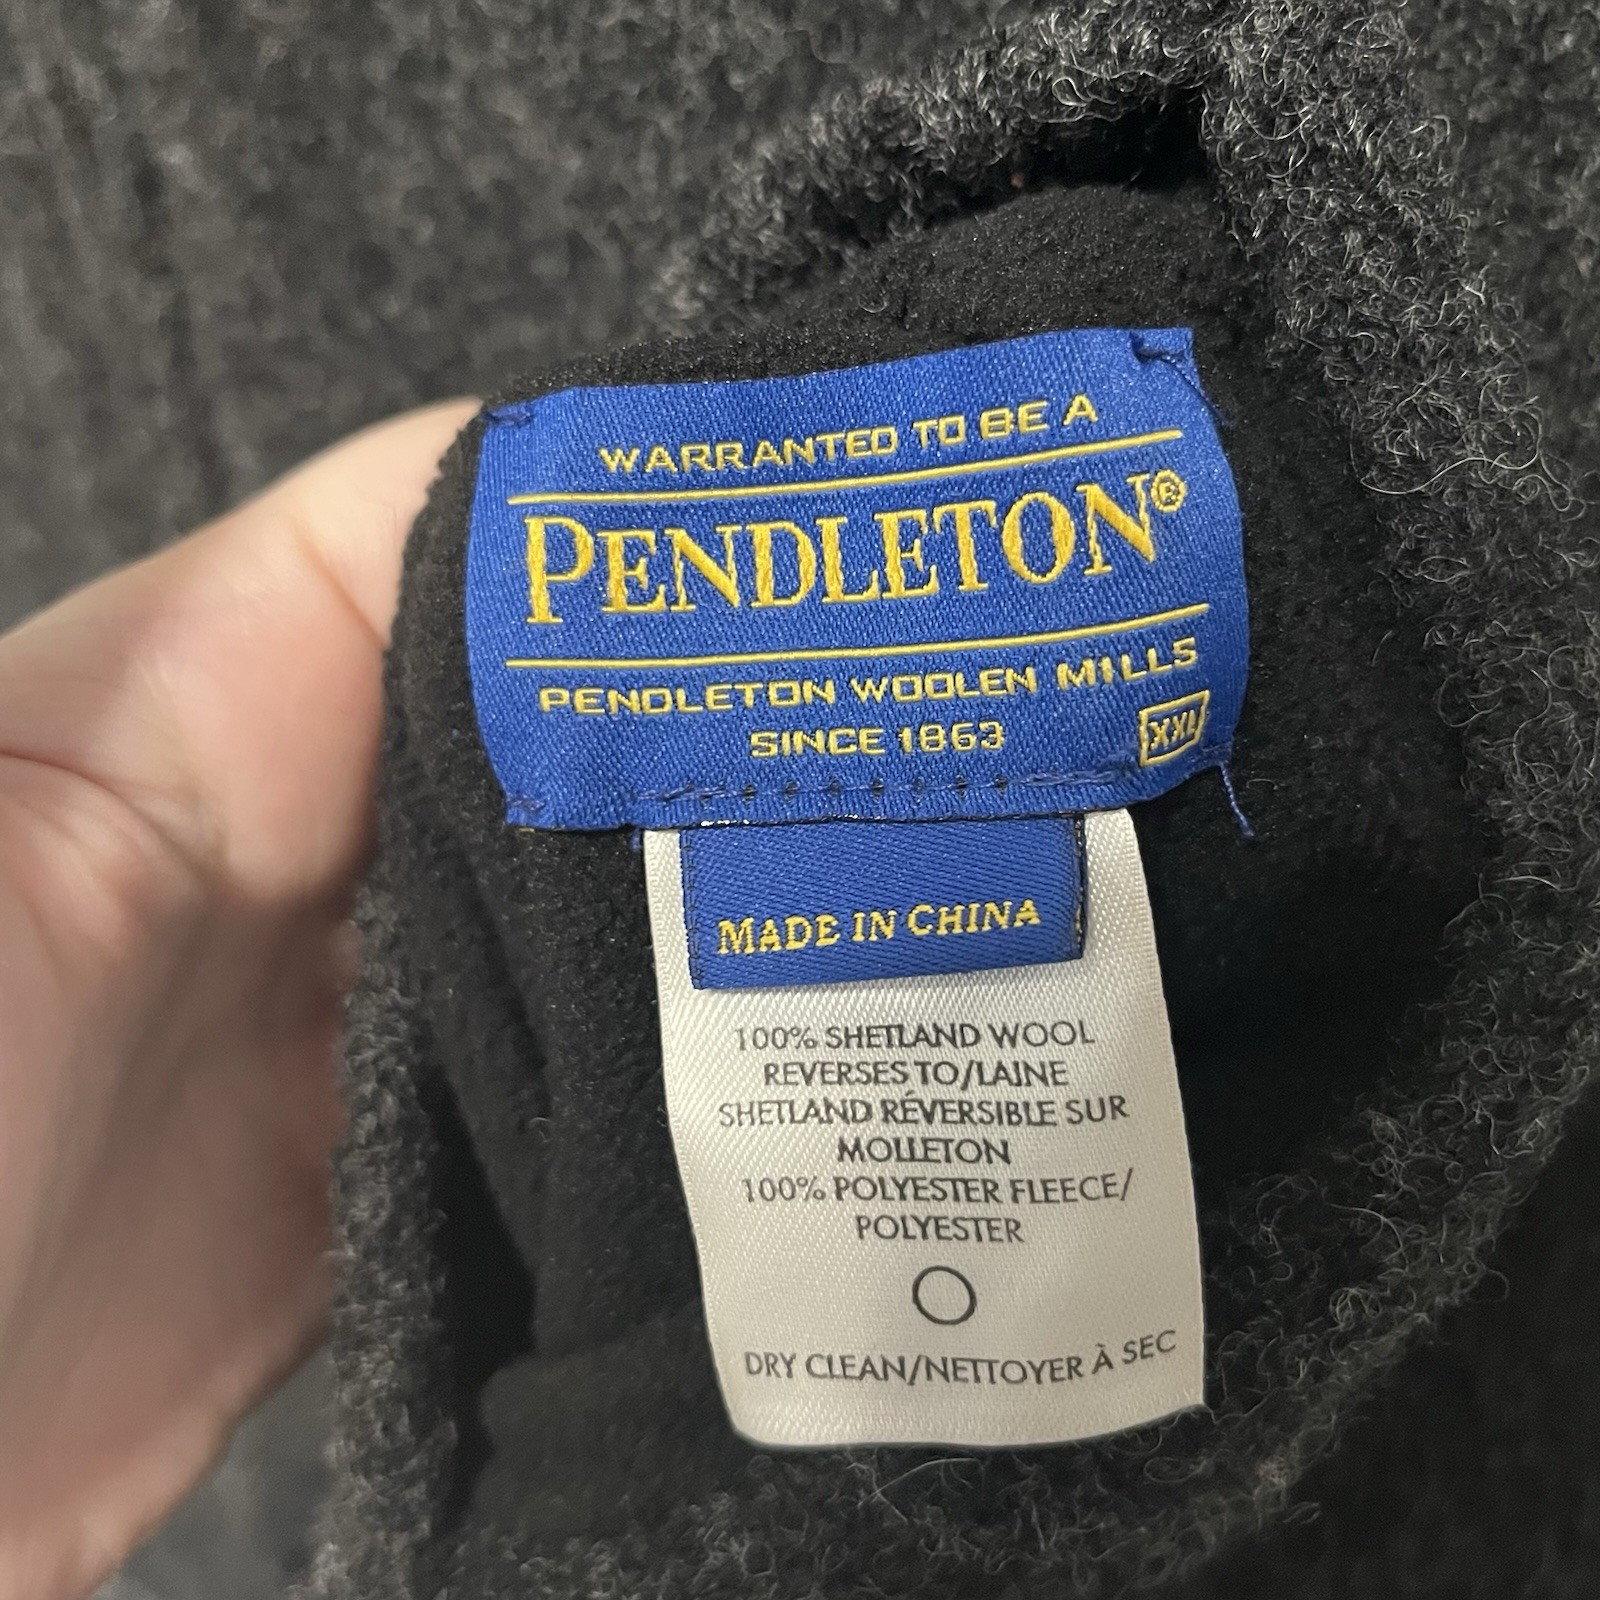 WARRANTED TO BE A
PENDLETON®
PENDLETON WOOLEN MILLS
SINCE 1863
XXL
MADE IN CHINA
100% SHETLAND WOOL
REVERSES TO/LAINE
SHETLAND RÉVERSIBLE SUR
MOLLETON
100% POLYESTER FLEECE/
POLYESTER
DRY CLEAN/NETTOYER À SEC